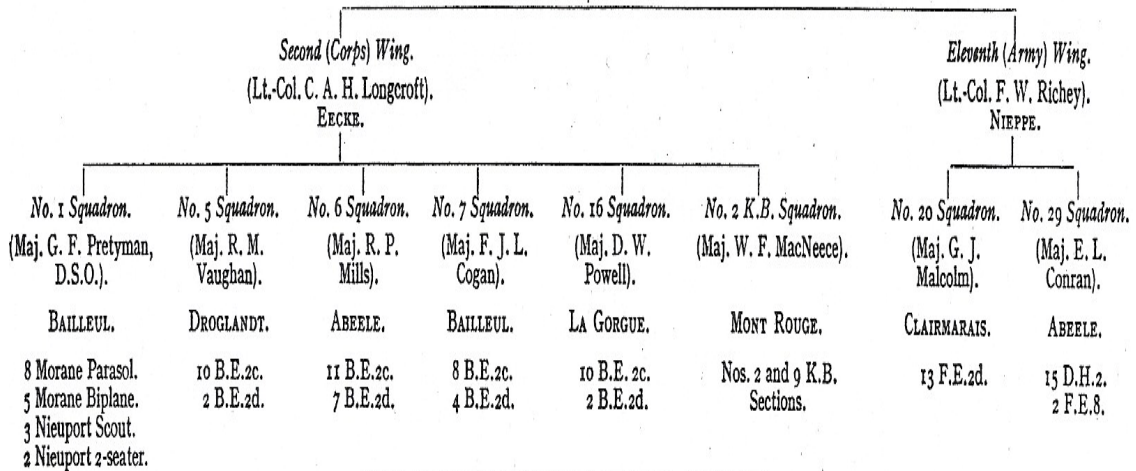 Second (Corps) Wing.
(Lt.-Col. C. A. H. Longcroft).
EECKE.
Eleventh (Army) Wing.
(Lt.-Col. F. W. Richey).
NIEPPE.
No. 1 Squadron.
(Maj. G. F. Pretyman,
D.S.O.).
BAILLEUL.
8 Morane Parasol.
5 Morane Biplane.
3 Nieuport Scout.
2 Nieuport 2-seater.
No. 5 Squadron.
(Maj. R. M.
Vaughan).
DROGLANDT.
10 B.E.2c.
2 B.E.2d.
No. 6 Squadron.
(Maj. R. P.
Mills).
ABEELE.
11 B.E.2c.
7 B.E.2d.
No. 7 Squadron.
(Maj. F. J. L.
Cogan).
BAILLEUL.
8 B.E.2c.
4 B.E.2d.
No. 16 Squadron.
(Maj. D. W.
Powell).
LA GORGUE.
10 B.E. 2c.
2 B.E.2d.
No. 2 K.B. Squadron.
(Maj. W. F. MacNeece).
MONT ROUGE.
Nos. 2 and 9 K.B.
Sections.
No. 20 Squadron.
(Maj. G. J.
Malcolm).
CLAIRMARAIS.
13 F.E.2d.
No. 29 Squadron.
(Maj. E. L.
Conran).
ABEELE.
15 D.H.2.
2 F.E.8.